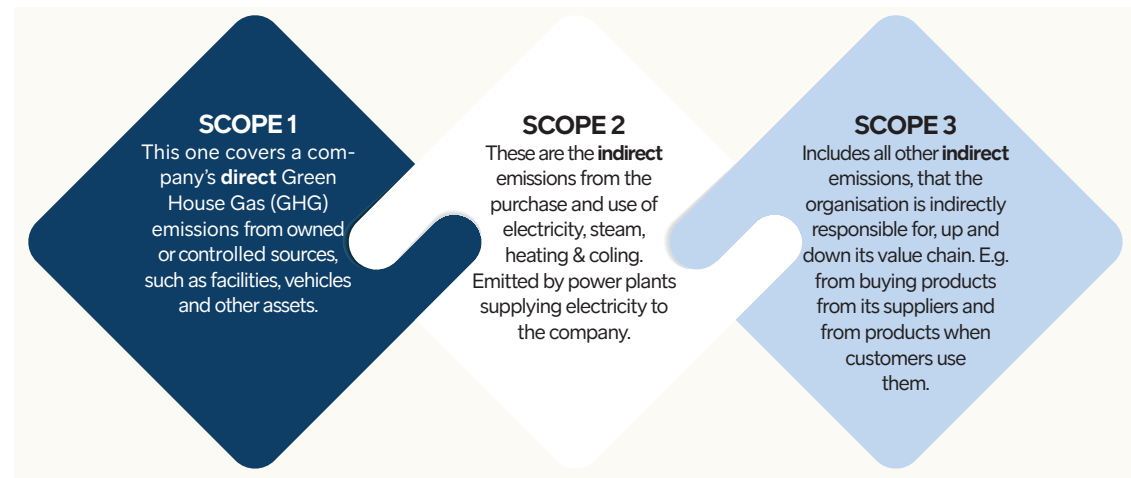 SCOPE 1
This one covers a com-
pany's direct Green
House Gas (GHG)
emissions from owned
or controlled sources,
such as facilities, vehicles
and other assets.
SCOPE 2
These are the indirect
emissions from the
purchase and use of
electricity, steam,
heating & coling.
Emitted by power plants
supplying electricity to
the company.
SCOPE 3
Includes all other indirect
emissions, that the
organisation is indirectly
responsible for, up and
down its value chain. E.g.
from buying products
from its suppliers and
from products when
customers use
them.